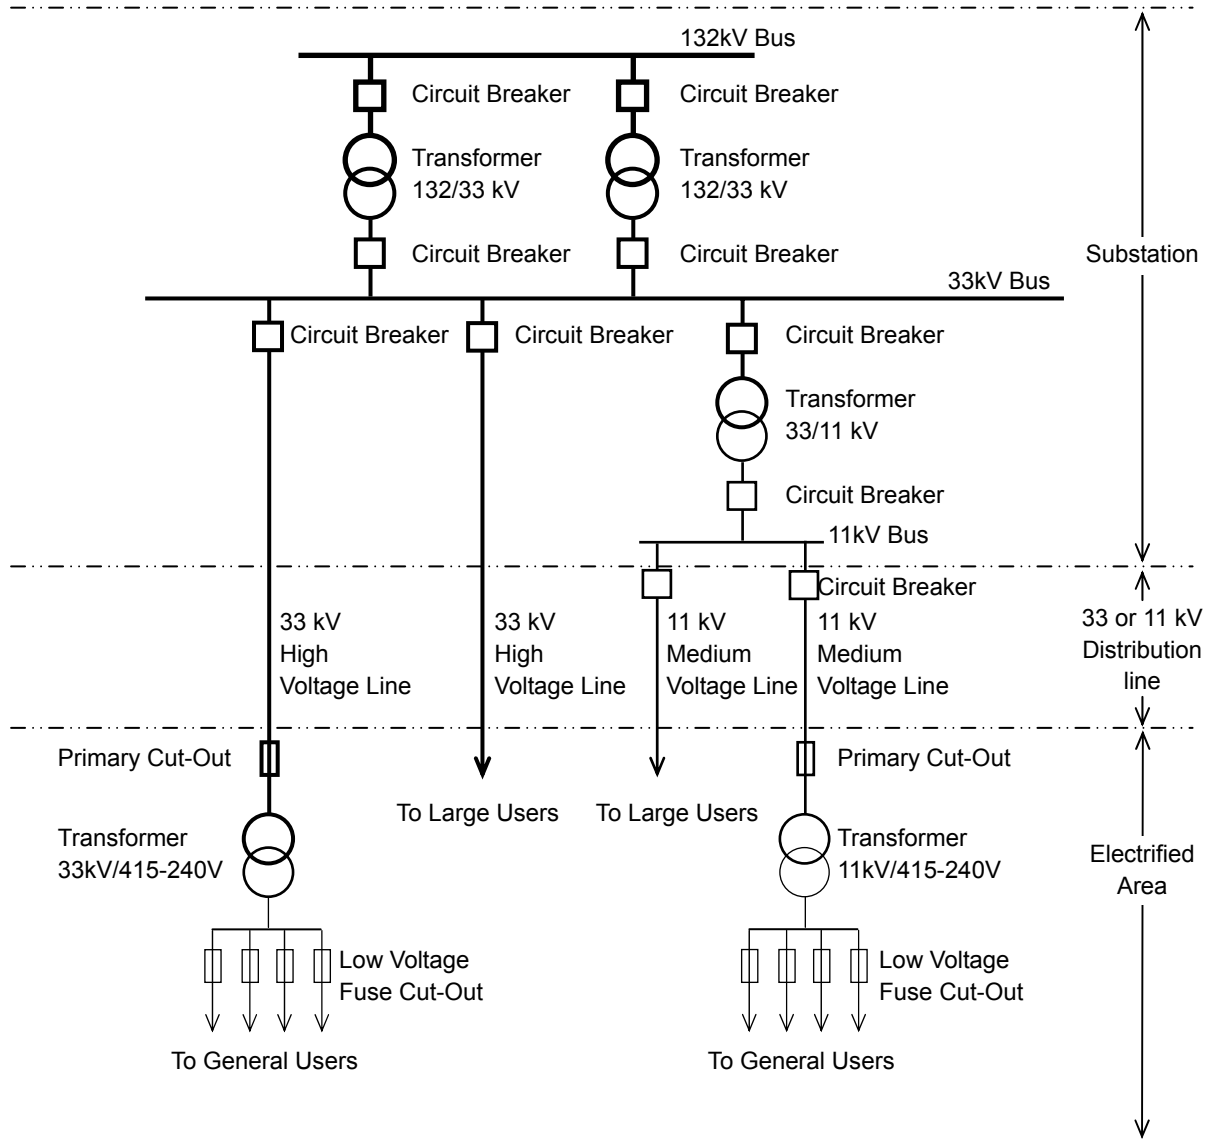 132kV Bus
Circuit Breaker
Circuit Breaker
Transformer
132/33 kV
Transformer
132/33 kV
Circuit Breaker
Circuit Breaker
Substation
33kV Bus
Circuit Breaker
Circuit Breaker
Circuit Breaker
Transformer
33/11 kV
Circuit Breaker
11kV Bus
Circuit Breaker
33 kV
High
Voltage Line
33 kV
High
Voltage Line
11 kV
Medium
Voltage Line
11 kV
Medium
Voltage Line
33 or 11 kV
Distribution
line
Primary Cut-Out
Primary Cut-Out
To Large Users
To Large Users
Transformer
33kV/415-240V
Transformer
11kV/415-240V
Electrified
Area
Low Voltage
Fuse Cut-Out
Low Voltage
Fuse Cut-Out
To General Users
To General Users